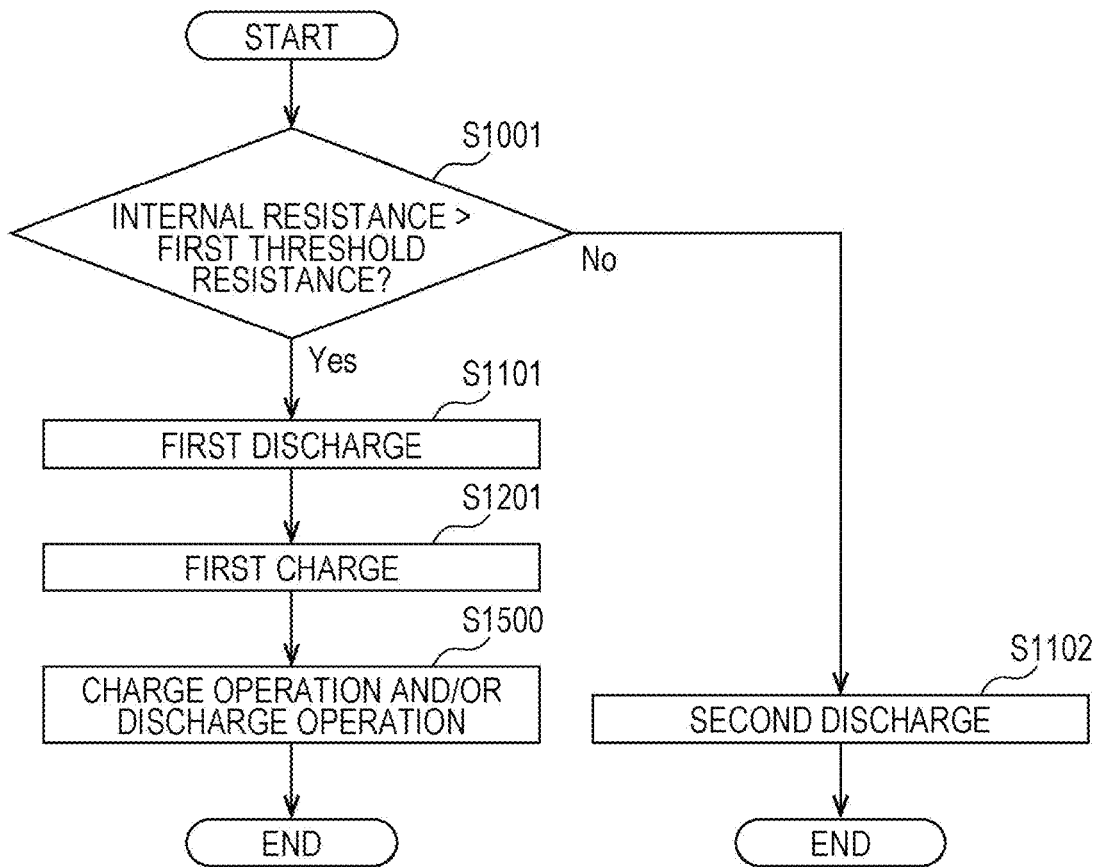 START
S1001
INTERNAL RESISTANCE >
FIRST THRESHOLD
RESISTANCE?
No
Yes
S1101
FIRST DISCHARGE
S1201
FIRST CHARGE
S1500
CHARGE OPERATION AND/OR
DISCHARGE OPERATION
S1102
SECOND DISCHARGE
END
END